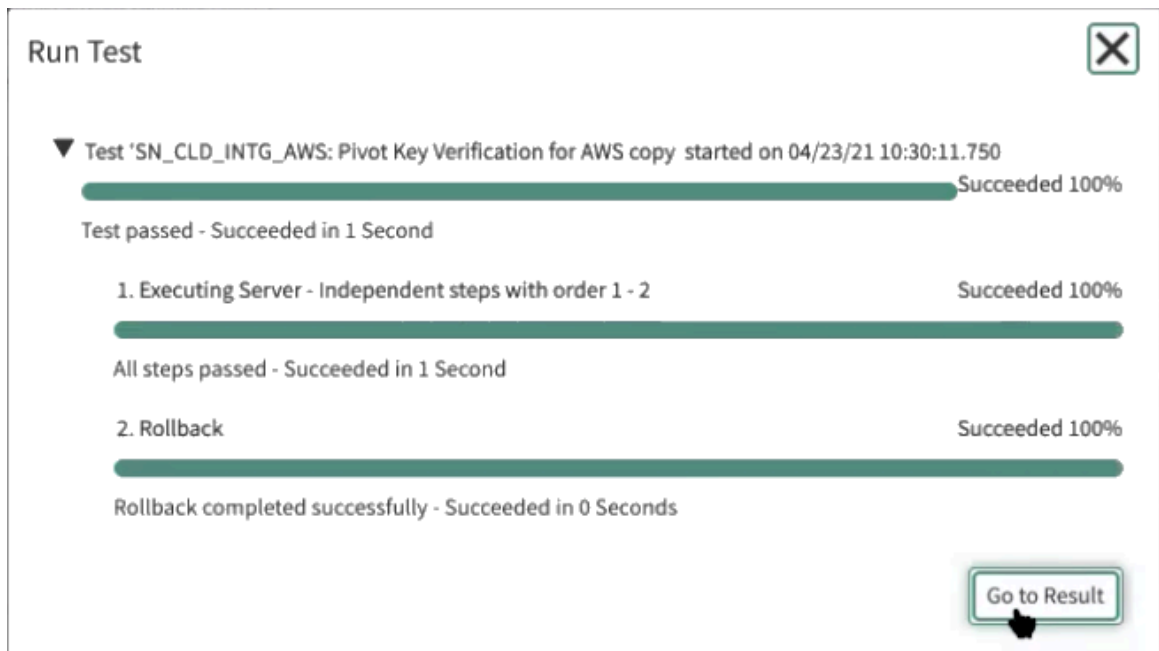 Run Test
Test 'SN_CLD_INTG_AWS: Pivot Key Verification for AWS copy started on 04/23/21 10:30:11.750
Succeeded 100%
Test passed - Succeeded in 1 Second
1. Executing Server - Independent steps with order 1 - 2 Succeeded 100%
All steps passed - Succeeded in 1 Second
2. Rollback Succeeded 100%
Rollback completed successfully - Succeeded in 0 Seconds
Go to Result